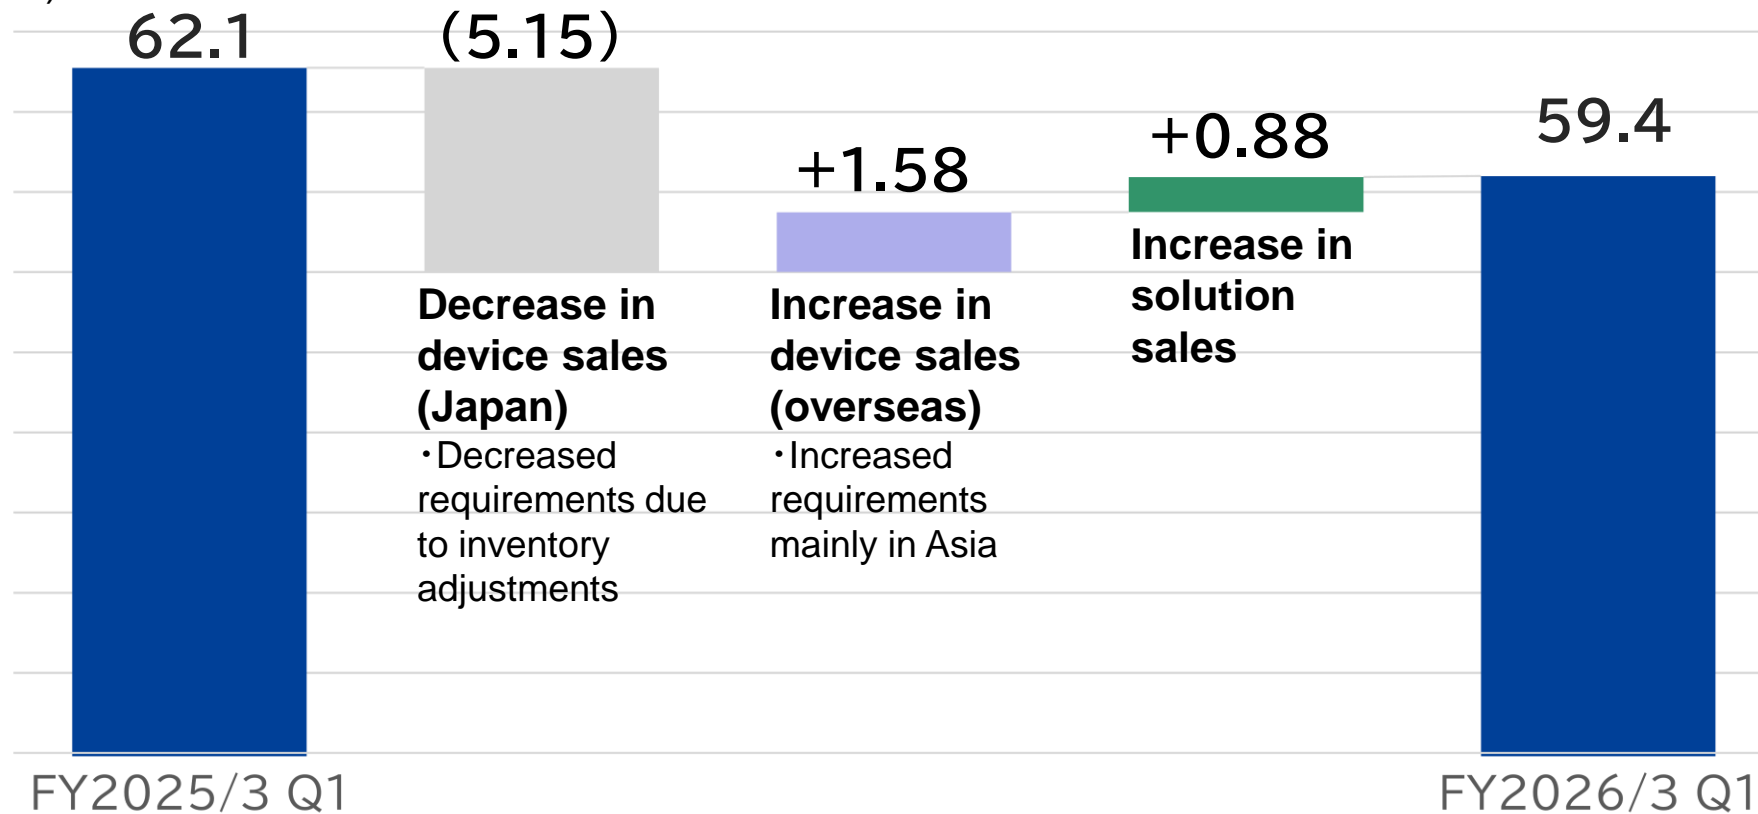 62.1
(5.15)
+1.58
+0.88
59.4
Decrease in
device sales
(Japan)
・Decreased
requirements due
to inventory
adjustments
Increase in
device sales
(overseas)
・Increased
requirements
mainly in Asia
Increase in
solution
sales
FY2025/3 Q1
FY2026/3 Q1